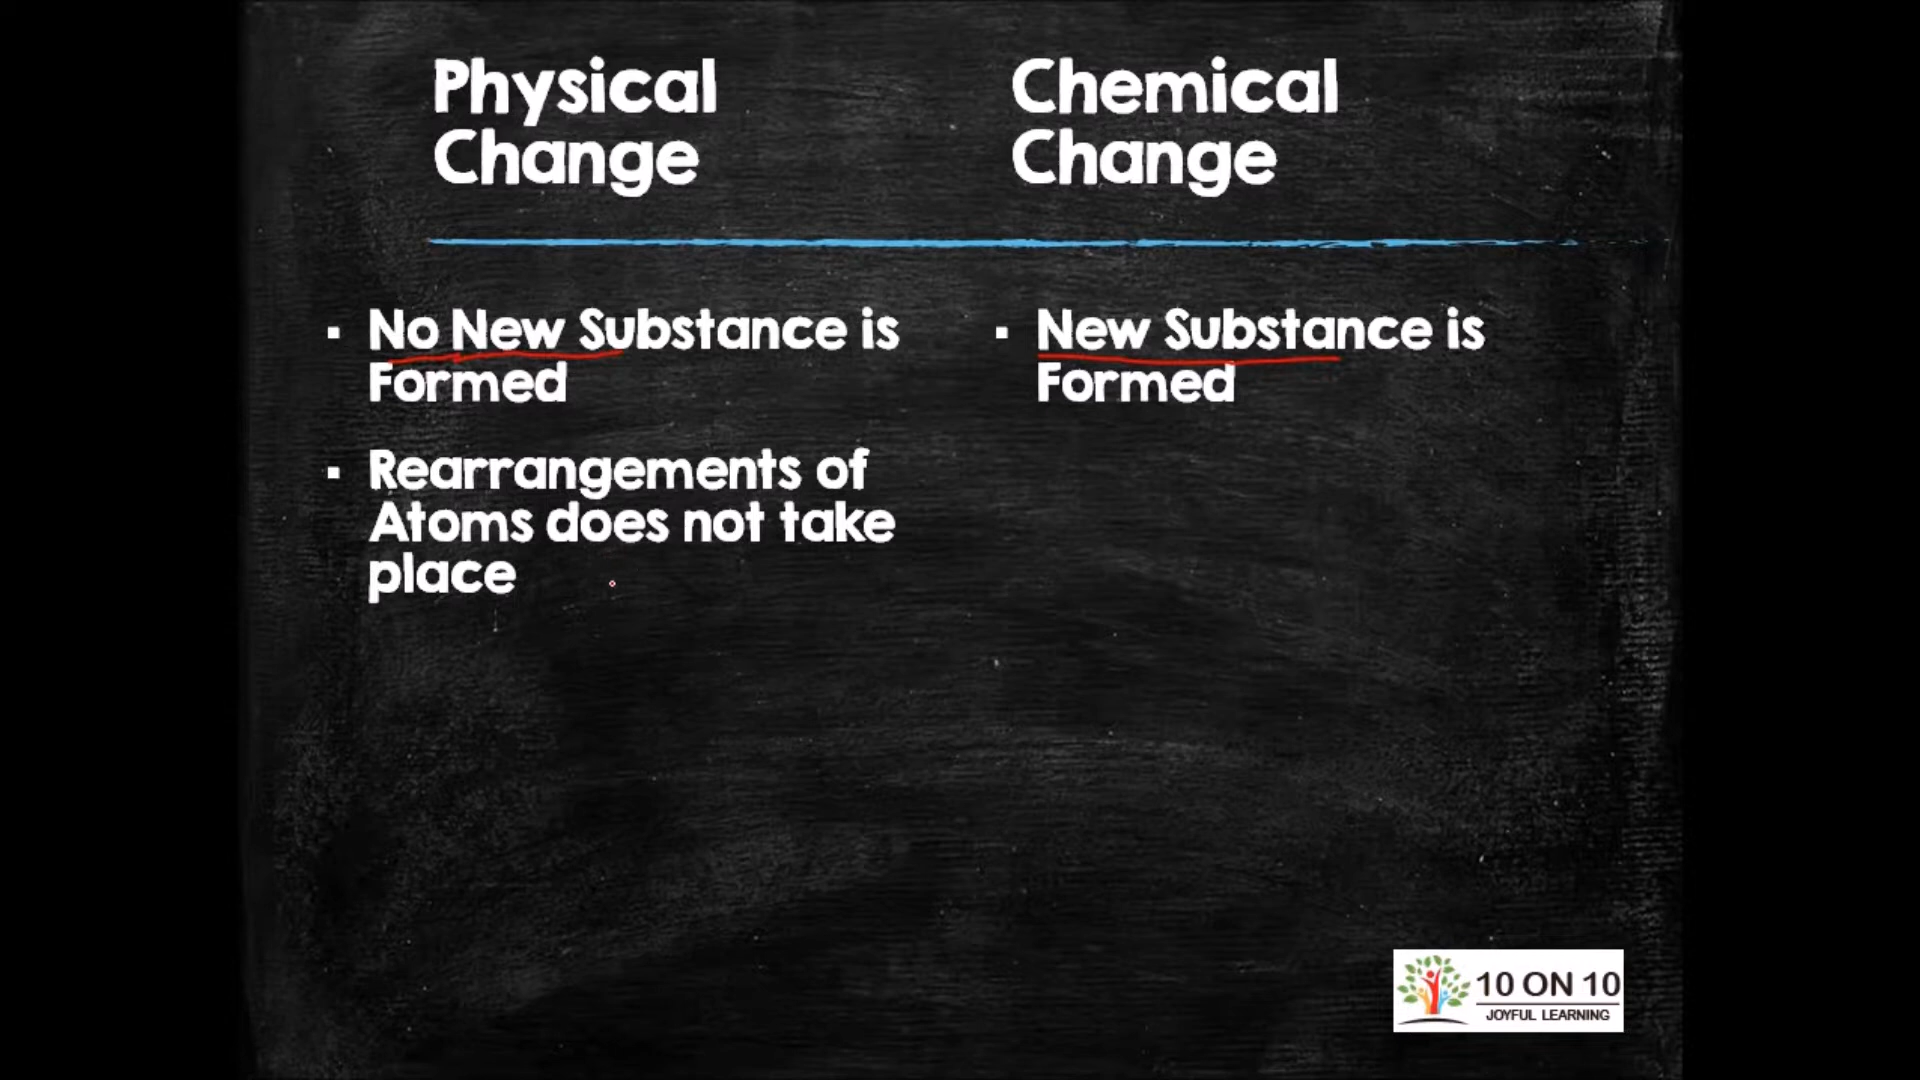 Physical
Change
Chemical
Change
▪ No New Substance is
Formed
▪ Rearrangements of
Atoms does not take
place
▪ New Substance is
Formed
10 ON 10
JOYFUL LEARNING